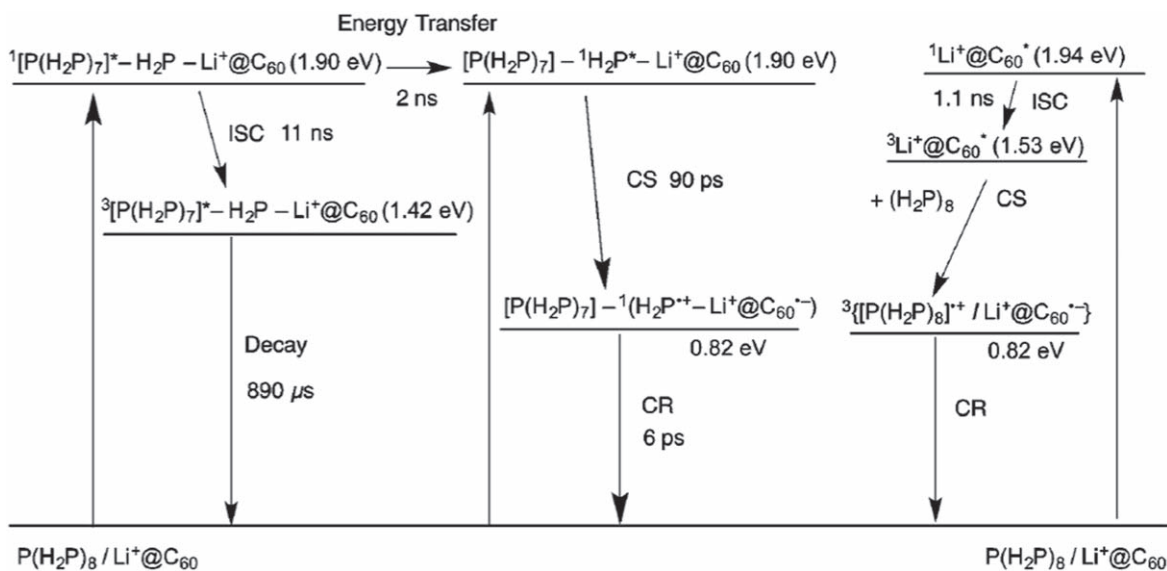 Energy Transfer
¹[P(H₂P)₇]*– H₂P – Li⁺@C₆₀ (1.90 eV)
[P(H₂P)₇] – ¹H₂P*– Li⁺@C₆₀ (1.90 eV)
¹Li⁺@C₆₀* (1.94 eV)
2 ns
1.1 ns
ISC
ISC 11 ns
³Li⁺@C₆₀* (1.53 eV)
CS 90 ps
+ (H₂P)₈
CS
³[P(H₂P)₇]*– H₂P – Li⁺@C₆₀ (1.42 eV)
[P(H₂P)₇] – ¹(H₂P•⁺– Li⁺@C₆₀•⁻)
³{[P(H₂P)₈]•⁺ / Li⁺@C₆₀•⁻}
0.82 eV
0.82 eV
Decay
890 μs
CR
6 ps
CR
P(H₂P)₈ / Li⁺@C₆₀
P(H₂P)₈ / Li⁺@C₆₀